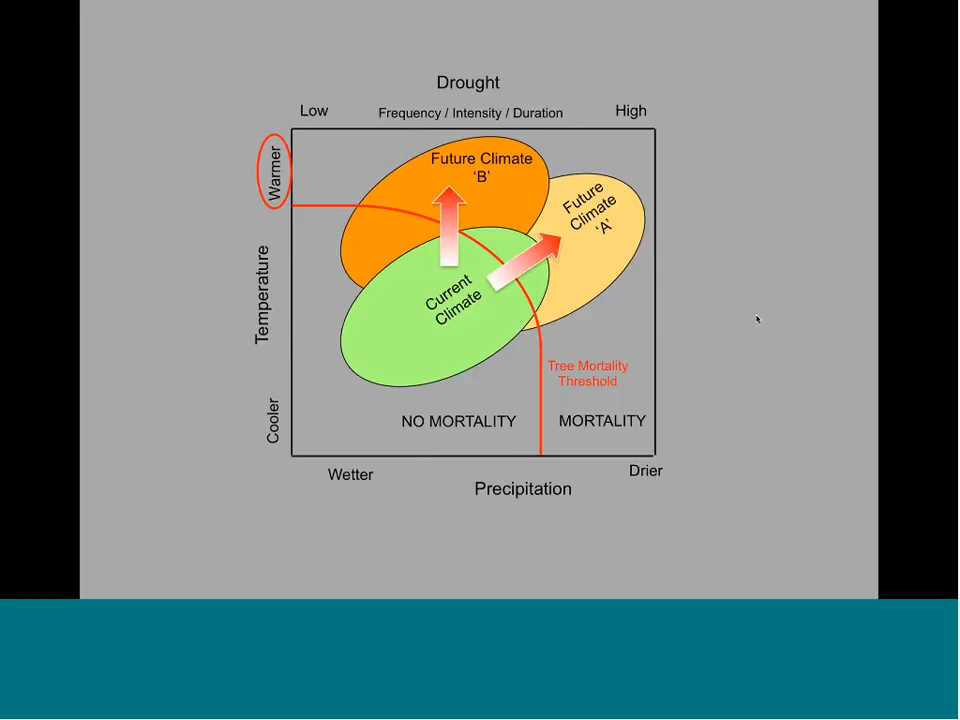 Drought
Low
Frequency / Intensity / Duration
High
Warmer
Temperature
Cooler
Future Climate
‘B’
Future
Climate
‘A’
Current
Climate
Tree Mortality
Threshold
NO MORTALITY
MORTALITY
Wetter
Drier
Precipitation